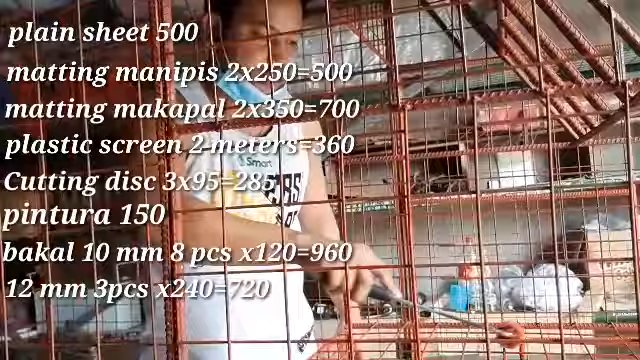 plain sheet 500
matting manipis 2x250=500
matting makapal 2x350=700
plastic screen 2 meters=360
Smart
Cutting disc 3x95=285
pintura 150
bakal 10 mm 8 pcs x120=960
12 mm 3pcs x240=720